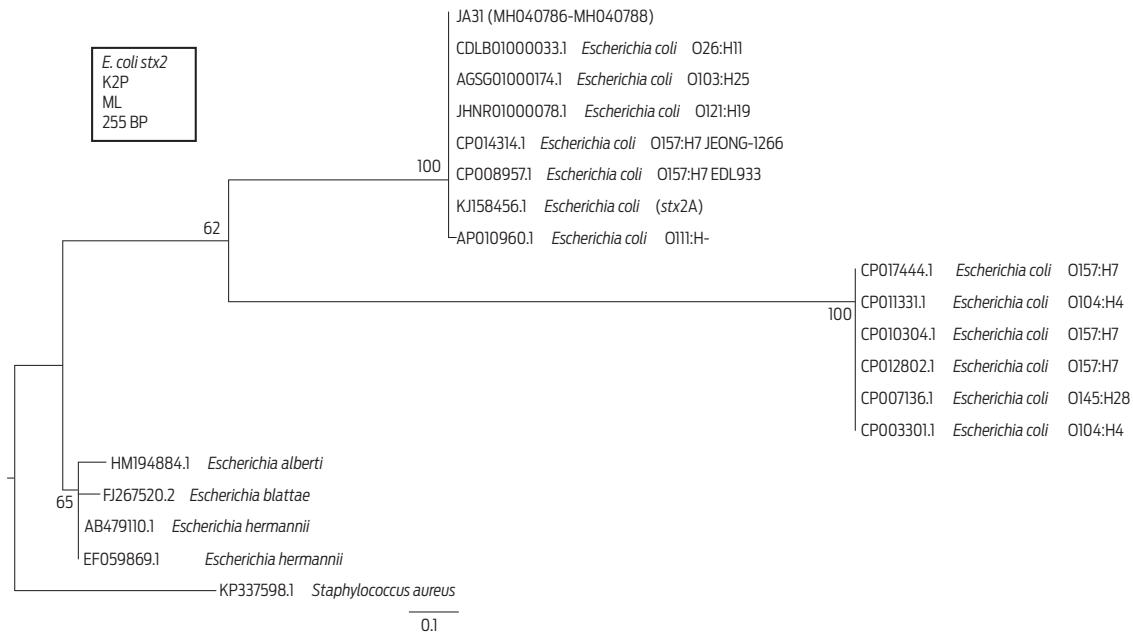 JA31 (MH040786-MH040788)
E. coli stx2
K2P
ML
255 BP
CDLB01000033.1 Escherichia coli O26:H11
AGSG01000174.1 Escherichia coli O103:H25
JHNR01000078.1 Escherichia coli O121:H19
CP014314.1 Escherichia coli O157:H7 JEONG-1266
100
CP008957.1 Escherichia coli O157:H7 EDL933
KJ158456.1 Escherichia coli (stx2A)
62
AP010960.1 Escherichia coli O111:H-
CP017444.1 Escherichia coli O157:H7
CP011331.1 Escherichia coli O104:H4
100
CP010304.1 Escherichia coli O157:H7
CP012802.1 Escherichia coli O157:H7
CP007136.1 Escherichia coli O145:H28
CP003301.1 Escherichia coli O104:H4
HM194884.1 Escherichia alberti
65
FJ267520.2 Escherichia blattae
AB479110.1 Escherichia hermannii
EF059869.1 Escherichia hermannii
KP337598.1 Staphylococcus aureus
0.1